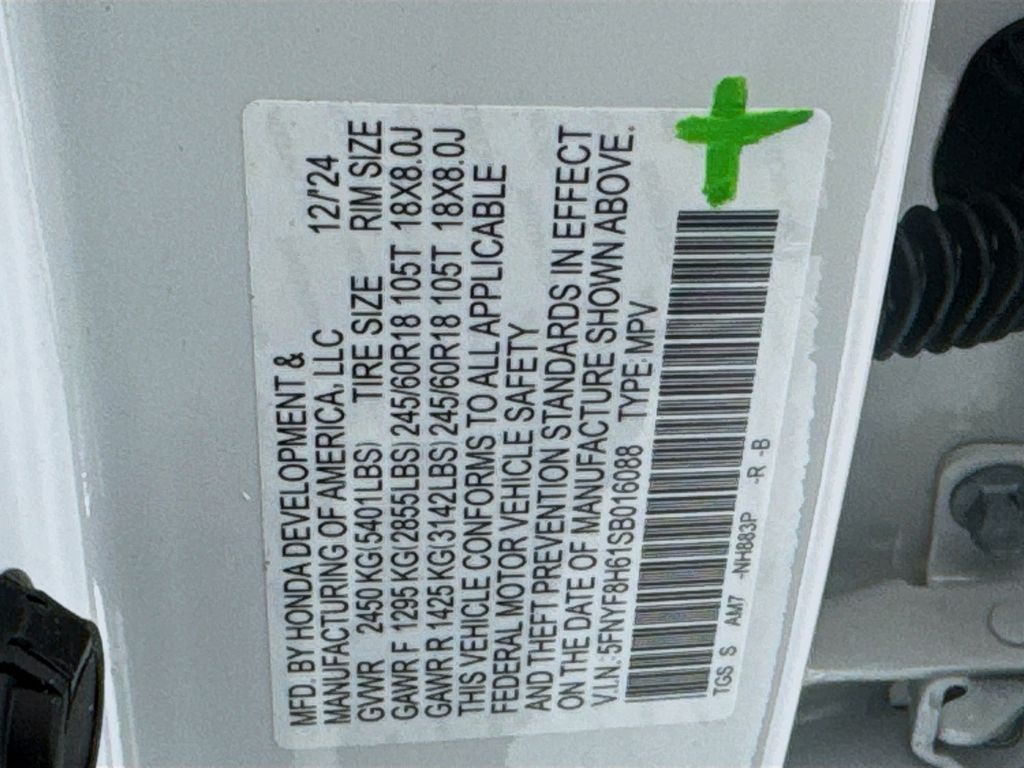 MFD. BY HONDA DEVELOPMENT &
MANUFACTURING OF AMERICA, LLC 12/'24
GVWR 2450 KG(5401LBS) TIRE SIZE RIM SIZE
GAWR F 1295 KG(2855LBS) 245/60R18 105T 18X8.0J
GAWR R 1425 KG(3142LBS) 245/60R18 105T 18X8.0J
THIS VEHICLE CONFORMS TO ALL APPLICABLE
FEDERAL MOTOR VEHICLE SAFETY
AND THEFT PREVENTION STANDARDS IN EFFECT
ON THE DATE OF MANUFACTURE SHOWN ABOVE.
V.I.N.:5FNYF8H61SB016088 TYPE: MPV
TGS S AM7 -NH883P -R -B